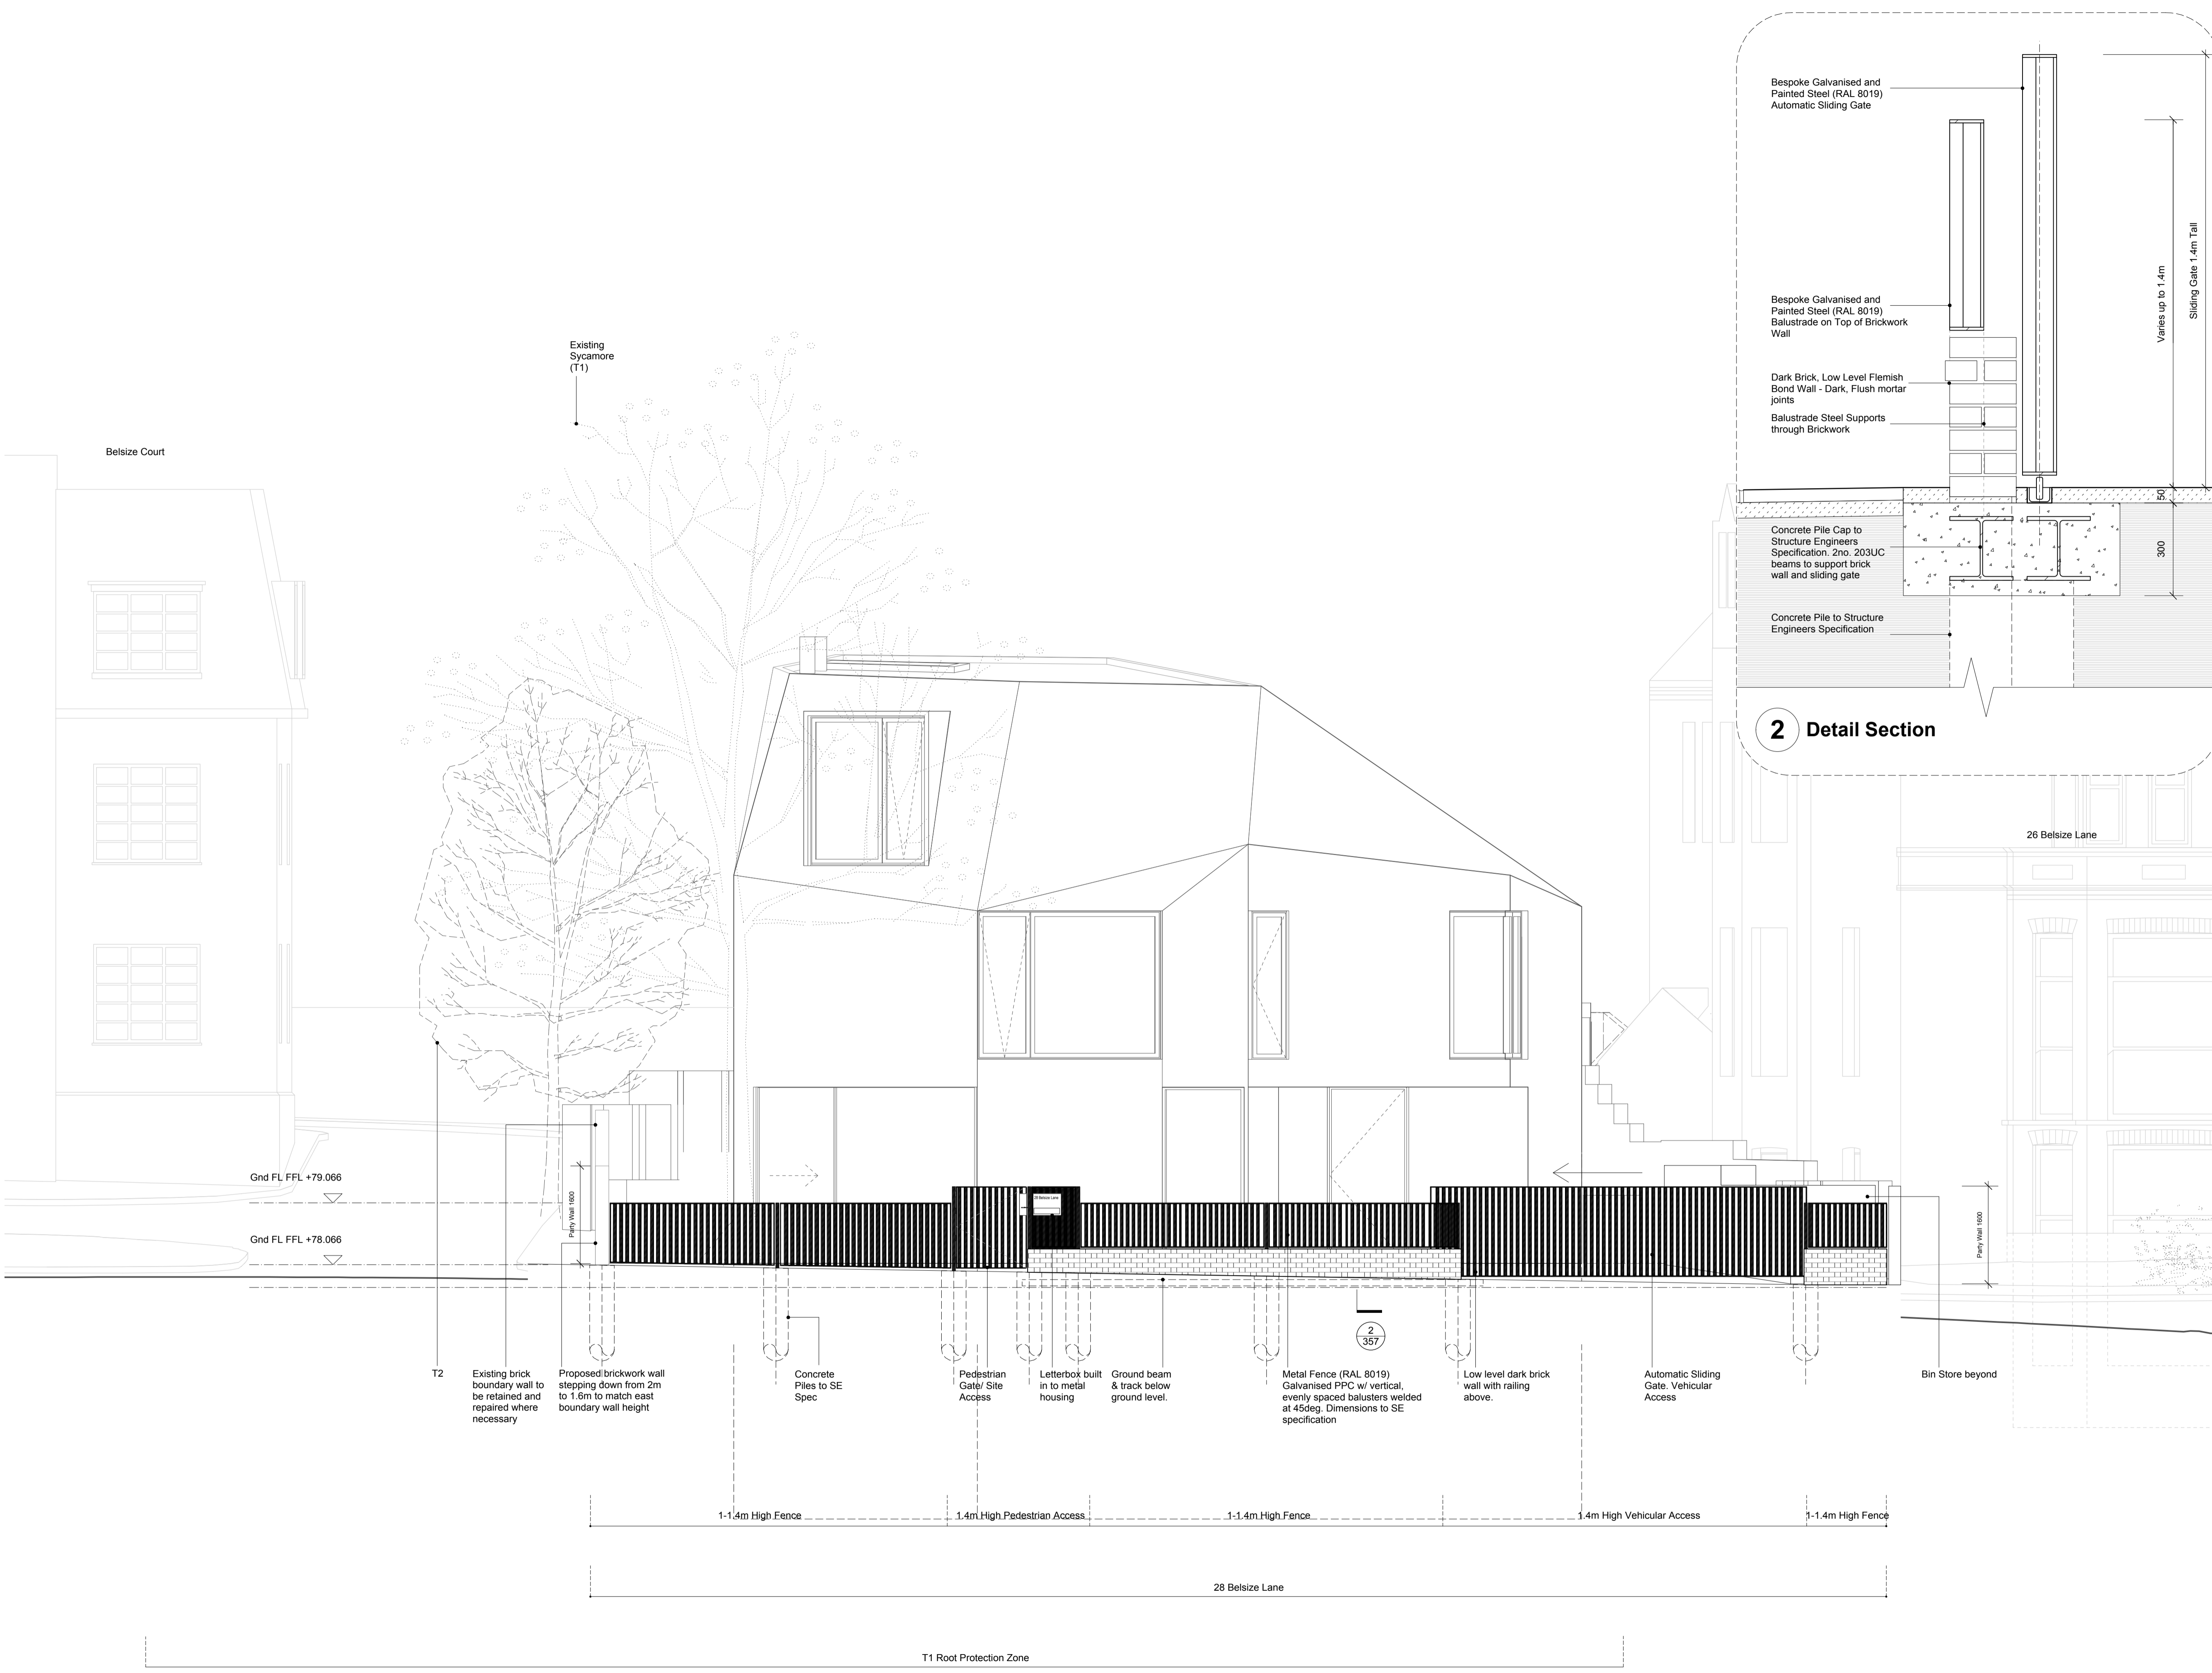 Bespoke Galvanised and
Painted Steel (RAL 8019)
Automatic Sliding Gate
Sliding Gate 1.4m Tall
Varies up to 1.4m
Bespoke Galvanised and
Painted Steel (RAL 8019)
Balustrade on Top of Brickwork
Wall
Dark Brick, Low Level Flemish
Bond Wall - Dark, Flush mortar
joints
Balustrade Steel Supports
through Brickwork
50
300
Concrete Pile Cap to
Structure Engineers
Specification. 2no. 203UC
beams to support brick
wall and sliding gate
Concrete Pile to Structure
Engineers Specification
2 Detail Section
Existing
Sycamore
(T1)
Belsize Court
26 Belsize Lane
Gnd FL FFL +79.066
Gnd FL FFL +78.066
Party Wall 1600
28 Belsize Lane
Party Wall 1600
2
357
T2
Existing brick
boundary wall to
be retained and
repaired where
necessary
Proposed brickwork wall
stepping down from 2m
to 1.6m to match east
boundary wall height
Concrete
Piles to SE
Spec
Pedestrian
Gate/ Site
Access
Letterbox built
in to metal
housing
Ground beam
& track below
ground level.
Metal Fence (RAL 8019)
Galvanised PPC w/ vertical,
evenly spaced balusters welded
at 45deg. Dimensions to SE
specification
Low level dark brick
wall with railing
above.
Automatic Sliding
Gate. Vehicular
Access
Bin Store beyond
1-1.4m High Fence
1.4m High Pedestrian Access
1-1.4m High Fence
1.4m High Vehicular Access
1-1.4m High Fence
28 Belsize Lane
T1 Root Protection Zone